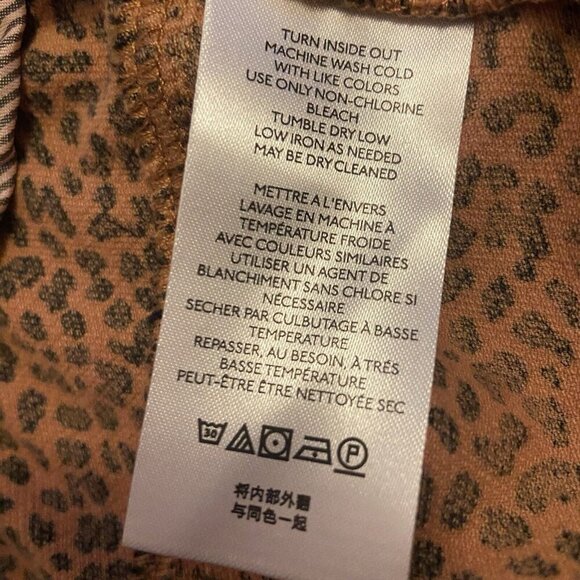 TURN INSIDE OUT
MACHINE WASH COLD
WITH LIKE COLORS
USE ONLY NON-CHLORINE
BLEACH
TUMBLE DRY LOW
LOW IRON AS NEEDED
MAY BE DRY CLEANED
METTRE A L'ENVERS
LAVAGE EN MACHINE À
TEMPÉRATURE FROIDE
AVEC COULEURS SIMILAIRES
UTILISER UN AGENT DE
BLANCHIMENT SANS CHLORE SI
NÉCESSAIRE
SECHER PAR CULBUTAGE À BASSE
TEMPERATURE
REPASSER, AU BESOIN, À TRÉS
BASSE TEMPÉRATURE
PEUT-ÊTRE ÊTRE NETTOYÉE SEC
30 P
将内部外翻
与同色一起